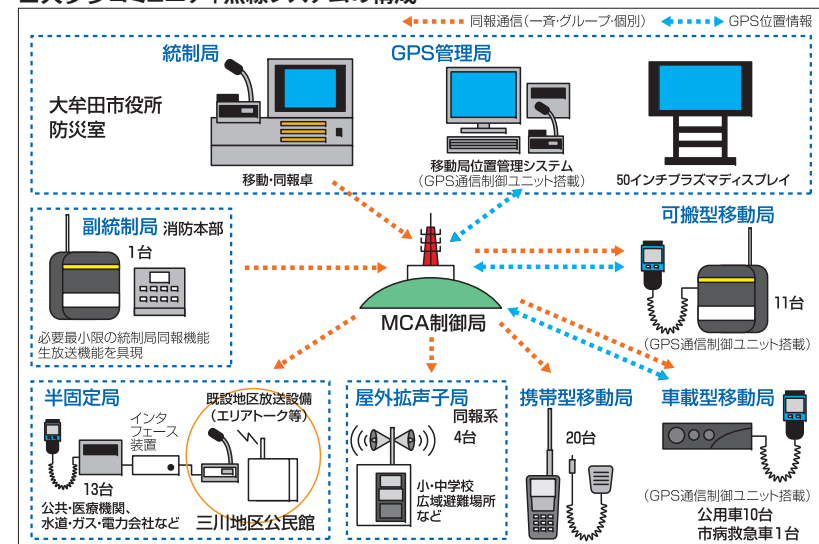 同報通信(一斉・グループ・個別)
GPS位置情報
統制局
GPS管理局
大牟田市役所
防災室
移動・同報卓
移動局位置管理システム
(GPS通信制御ユニット搭載)
50インチプラズマディスプレイ
副統制局 消防本部
1台
必要最小限の統制局同報機能
生放送機能を具現
MCA制御局
可搬型移動局
11台
(GPS通信制御ユニット搭載)
半固定局
インタ
フェース
装置
既設地区放送設備
(エリアトーク等)
13台
公共・医療機関、
水道・ガス・電力会社など
三川地区公民館
屋外拡声子局
同報系
4台
小・中学校
広域避難場所
など
携帯型移動局
20台
車載型移動局
(GPS通信制御ユニット搭載)
公用車10台
市病救急車1台